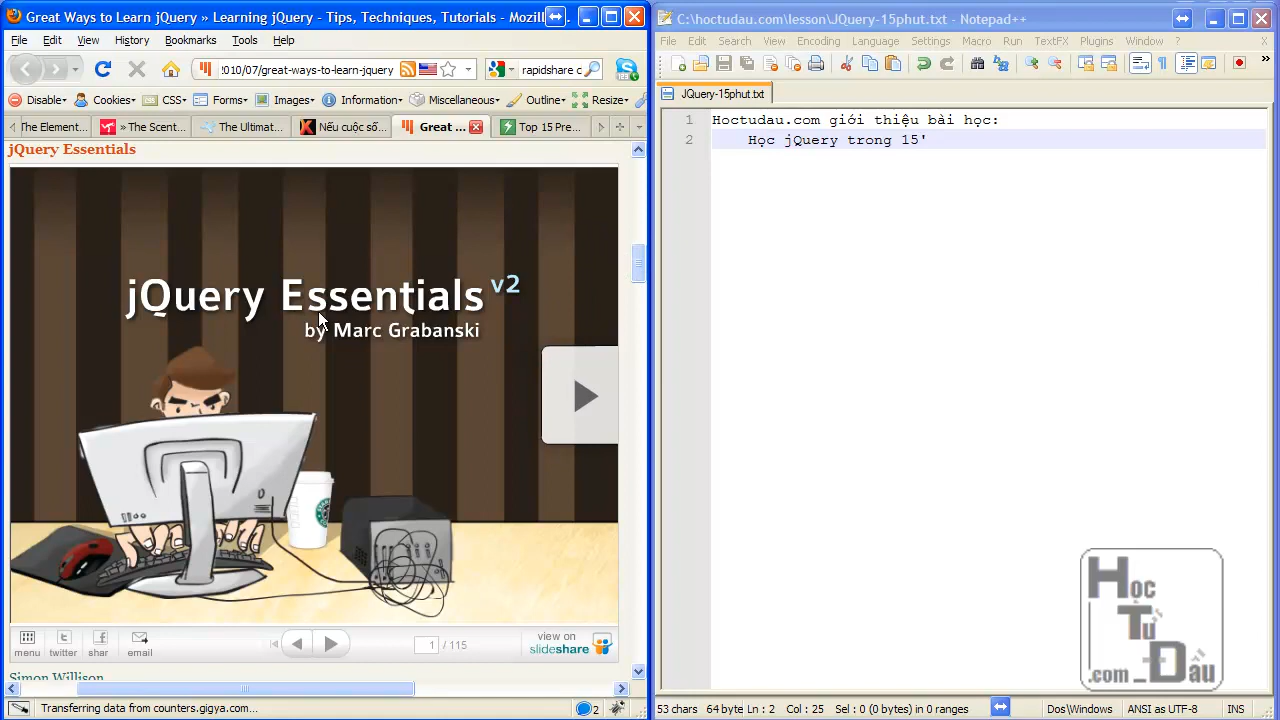 Great Ways to Learn jQuery » Learning jQuery - Tips, Techniques, Tutorials - Mozill
File Edit View History Bookmarks Tools Help
010/07/great-ways-to-learn-jquery
rapidshare c
Disable Cookies CSS Forms Images Information Miscellaneous Outline Resize
The Element... » The Scent... The Ultimat... Nếu cuộc số... Great ... Top 15 Pre...
jQuery Essentials
jQuery Essentials v2
by Marc Grabanski
menu twitter shar email
1 / 115
view on
slideshare
Simon Willison
Transferring data from counters.gigya.com...
2
C:\hoctudau.com\lesson\JQuery-15phut.txt - Notepad++
File Edit Search View Encoding Language Settings Macro Run TextFX Plugins Window ? X
JQuery-15phut.txt
1 Hoctudau.com giới thiệu bài học:
2 Học jQuery trong 15'
53 chars 64 byte Ln : 2 Col : 25 Sel : 0 (0 bytes) in 0 ranges Dos\Windows ANSI as UTF-8 INS
Học
Từ
.com_Đầu